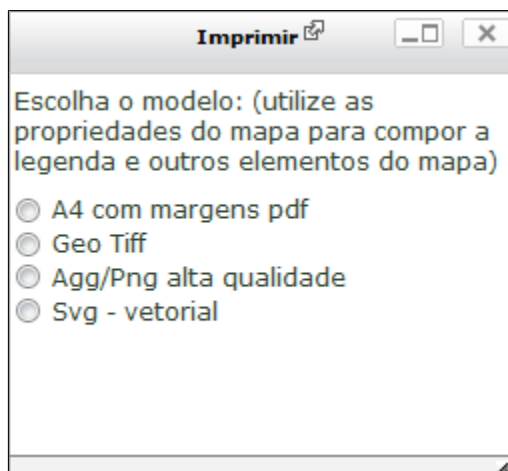 Imprimir
Escolha o modelo: (utilize as
propriedades do mapa para compor a
legenda e outros elementos do mapa)
A4 com margens pdf
Geo Tiff
Agg/Png alta qualidade
Svg - vetorial